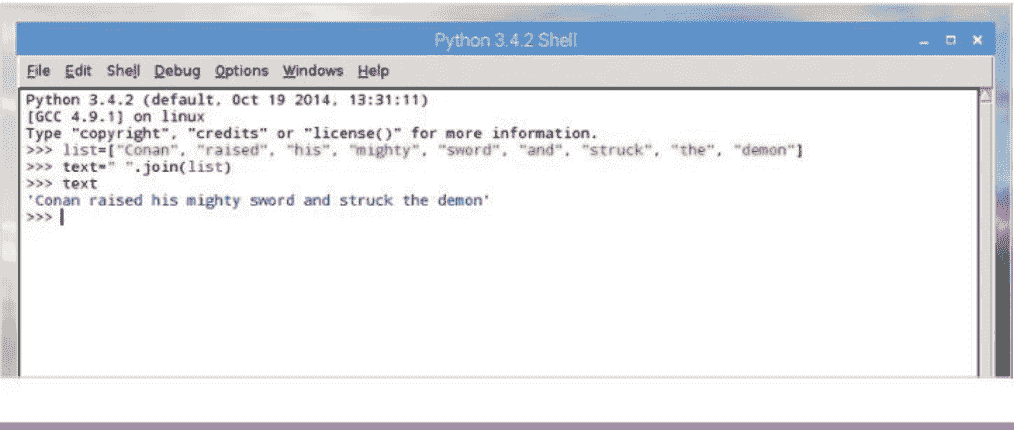 Python 3.4.2 Shell
File Edit Shell Debug Options Windows Help
Python 3.4.2 (default, Oct 19 2014, 13:31:11)
[GCC 4.9.1] on linux
Type "copyright", "credits" or "license()" for more information.
>>> list=["Conan", "raised", "his", "mighty", "sword", "and", "struck", "the", "demon"]
>>> text=" ".join(list)
>>> text
'Conan raised his mighty sword and struck the demon'
>>>